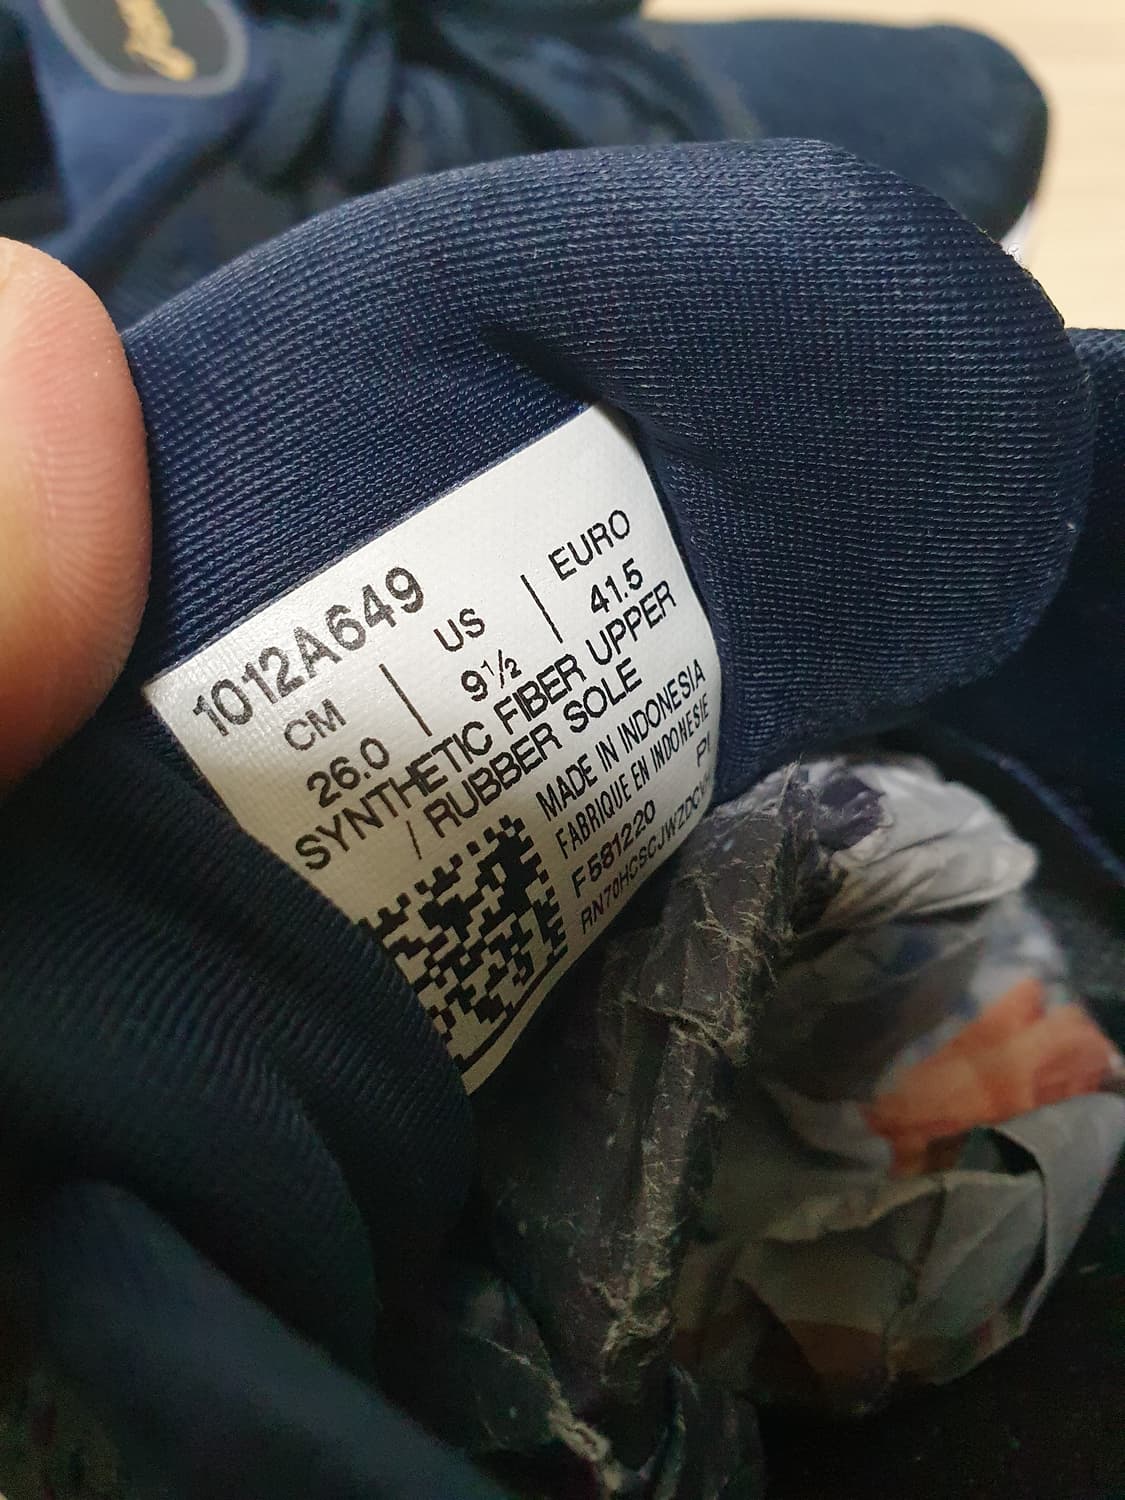 1012A649
CM | US | EURO
26.0 | 9½ | 41.5
SYNTHETIC FIBER UPPER
/ RUBBER SOLE
MADE IN INDONESIA
FABRIQUE EN INDONESIE
F581220